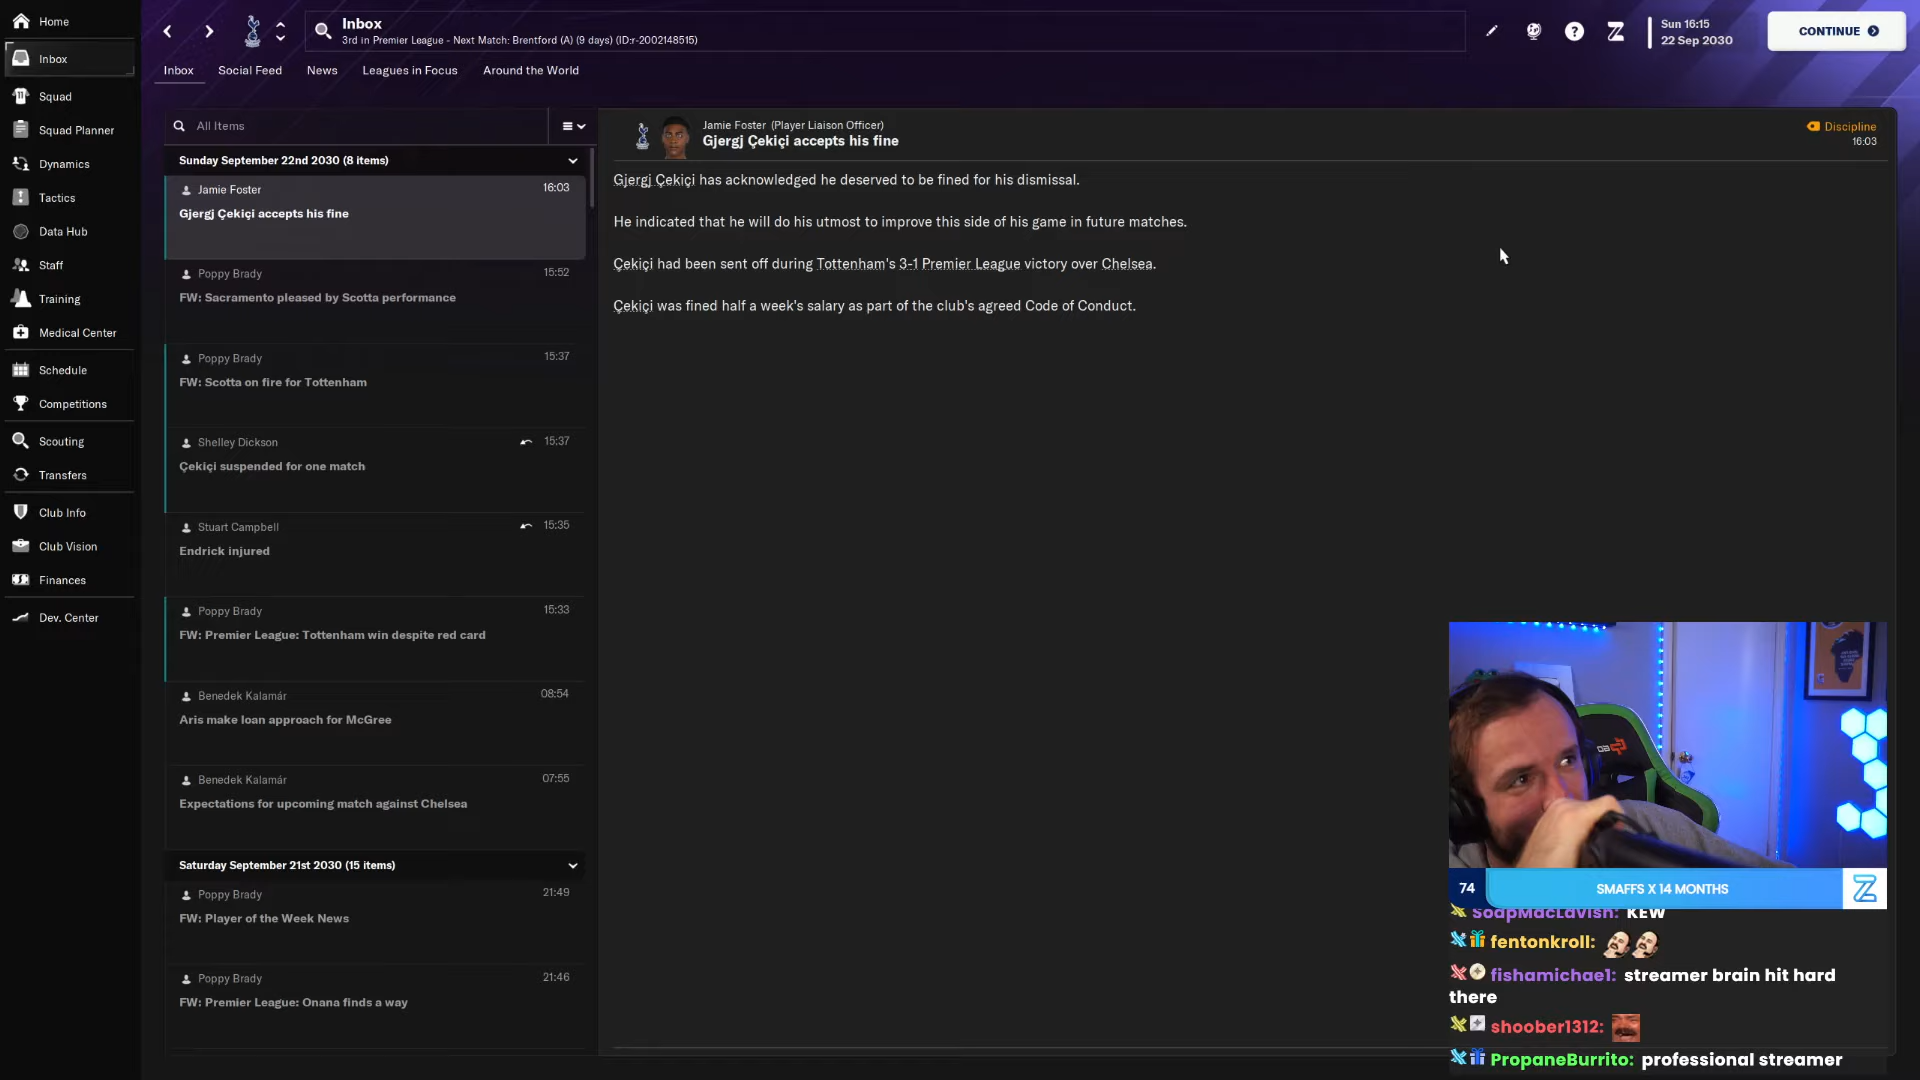 Home
Inbox
Squad
Squad Planner
Dynamics
Tactics
Data Hub
Staff
Training
Medical Center
Schedule
Competitions
Scouting
Transfers
Club Info
Club Vision
Finances
Dev. Center
Inbox
3rd in Premier League - Next Match: Brentford (A) (9 days) (ID:r-2002148515)
Sun 16:15
22 Sep 2030
CONTINUE
Inbox Social Feed News Leagues in Focus Around the World
All Items
Sunday September 22nd 2030 (8 items)
Jamie Foster 16:03
Gjergj Çekiçi accepts his fine
Poppy Brady 15:52
FW: Sacramento pleased by Scotta performance
Poppy Brady 15:37
FW: Scotta on fire for Tottenham
Shelley Dickson 15:37
Çekiçi suspended for one match
Stuart Campbell 15:35
Endrick injured
Poppy Brady 15:33
FW: Premier League: Tottenham win despite red card
Benedek Kalamár 08:54
Aris make loan approach for McGree
Benedek Kalamár 07:55
Expectations for upcoming match against Chelsea
Saturday September 21st 2030 (15 items)
Poppy Brady 21:49
FW: Player of the Week News
Poppy Brady 21:46
FW: Premier League: Onana finds a way
Jamie Foster (Player Liaison Officer)
Gjergj Çekiçi accepts his fine
Discipline
16:03
Gjergj Çekiçi has acknowledged he deserved to be fined for his dismissal.
He indicated that he will do his utmost to improve this side of his game in future matches.
Çekiçi had been sent off during Tottenham's 3-1 Premier League victory over Chelsea.
Çekiçi was fined half a week's salary as part of the club's agreed Code of Conduct.
74 SMAFFS X 14 MONTHS
SoapMacLavish: KEW
fentonkroll:
fishamichael: streamer brain hit hard
there
shoober1312:
PropaneBurrito: professional streamer